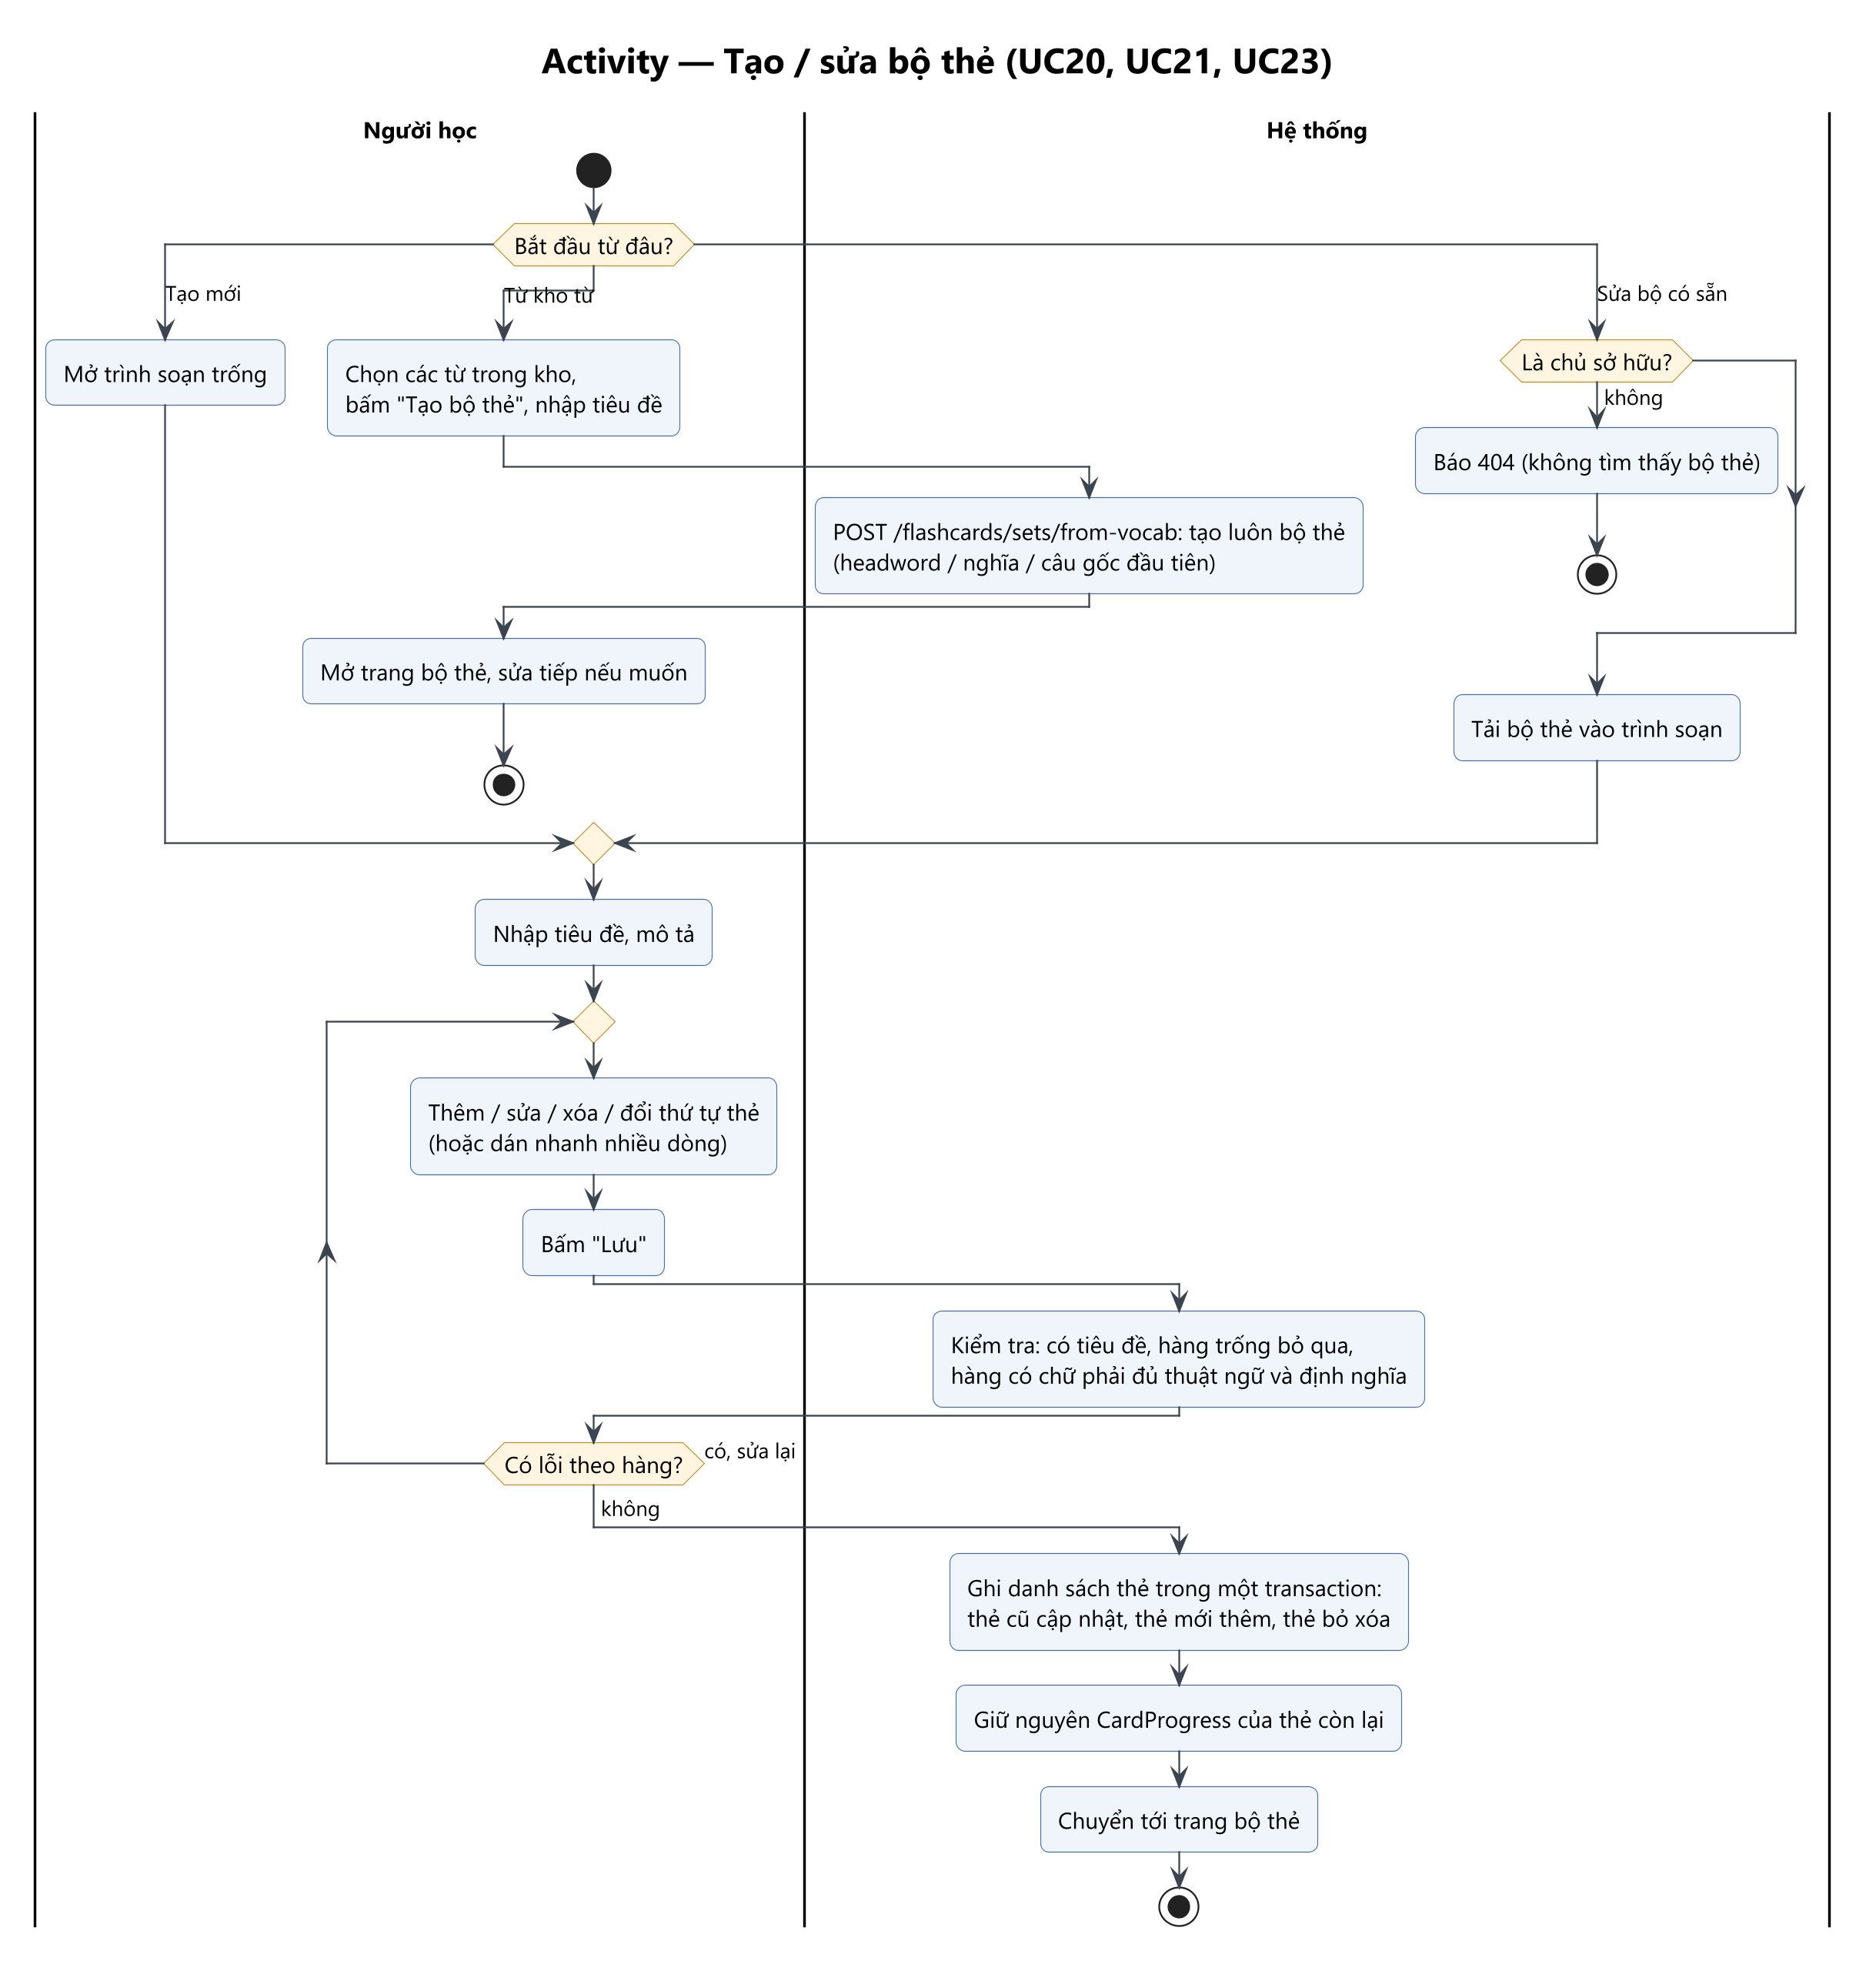 Activity — Tạo / sửa bộ thẻ (UC20, UC21, UC23)
Người học
Hệ thống
Bắt đầu từ đâu?
Tạo mới
Từ kho từ
Sửa bộ có sẵn
Mở trình soạn trống
Chọn các từ trong kho,
bấm "Tạo bộ thẻ", nhập tiêu đề
Là chủ sở hữu?
không
Báo 404 (không tìm thấy bộ thẻ)
POST /flashcards/sets/from-vocab: tạo luôn bộ thẻ
(headword / nghĩa / câu gốc đầu tiên)
Mở trang bộ thẻ, sửa tiếp nếu muốn
Tải bộ thẻ vào trình soạn
Nhập tiêu đề, mô tả
Thêm / sửa / xóa / đổi thứ tự thẻ
(hoặc dán nhanh nhiều dòng)
Bấm "Lưu"
Kiểm tra: có tiêu đề, hàng trống bỏ qua,
hàng có chữ phải đủ thuật ngữ và định nghĩa
Có lỗi theo hàng?
có, sửa lại
không
Ghi danh sách thẻ trong một transaction:
thẻ cũ cập nhật, thẻ mới thêm, thẻ bỏ xóa
Giữ nguyên CardProgress của thẻ còn lại
Chuyển tới trang bộ thẻ